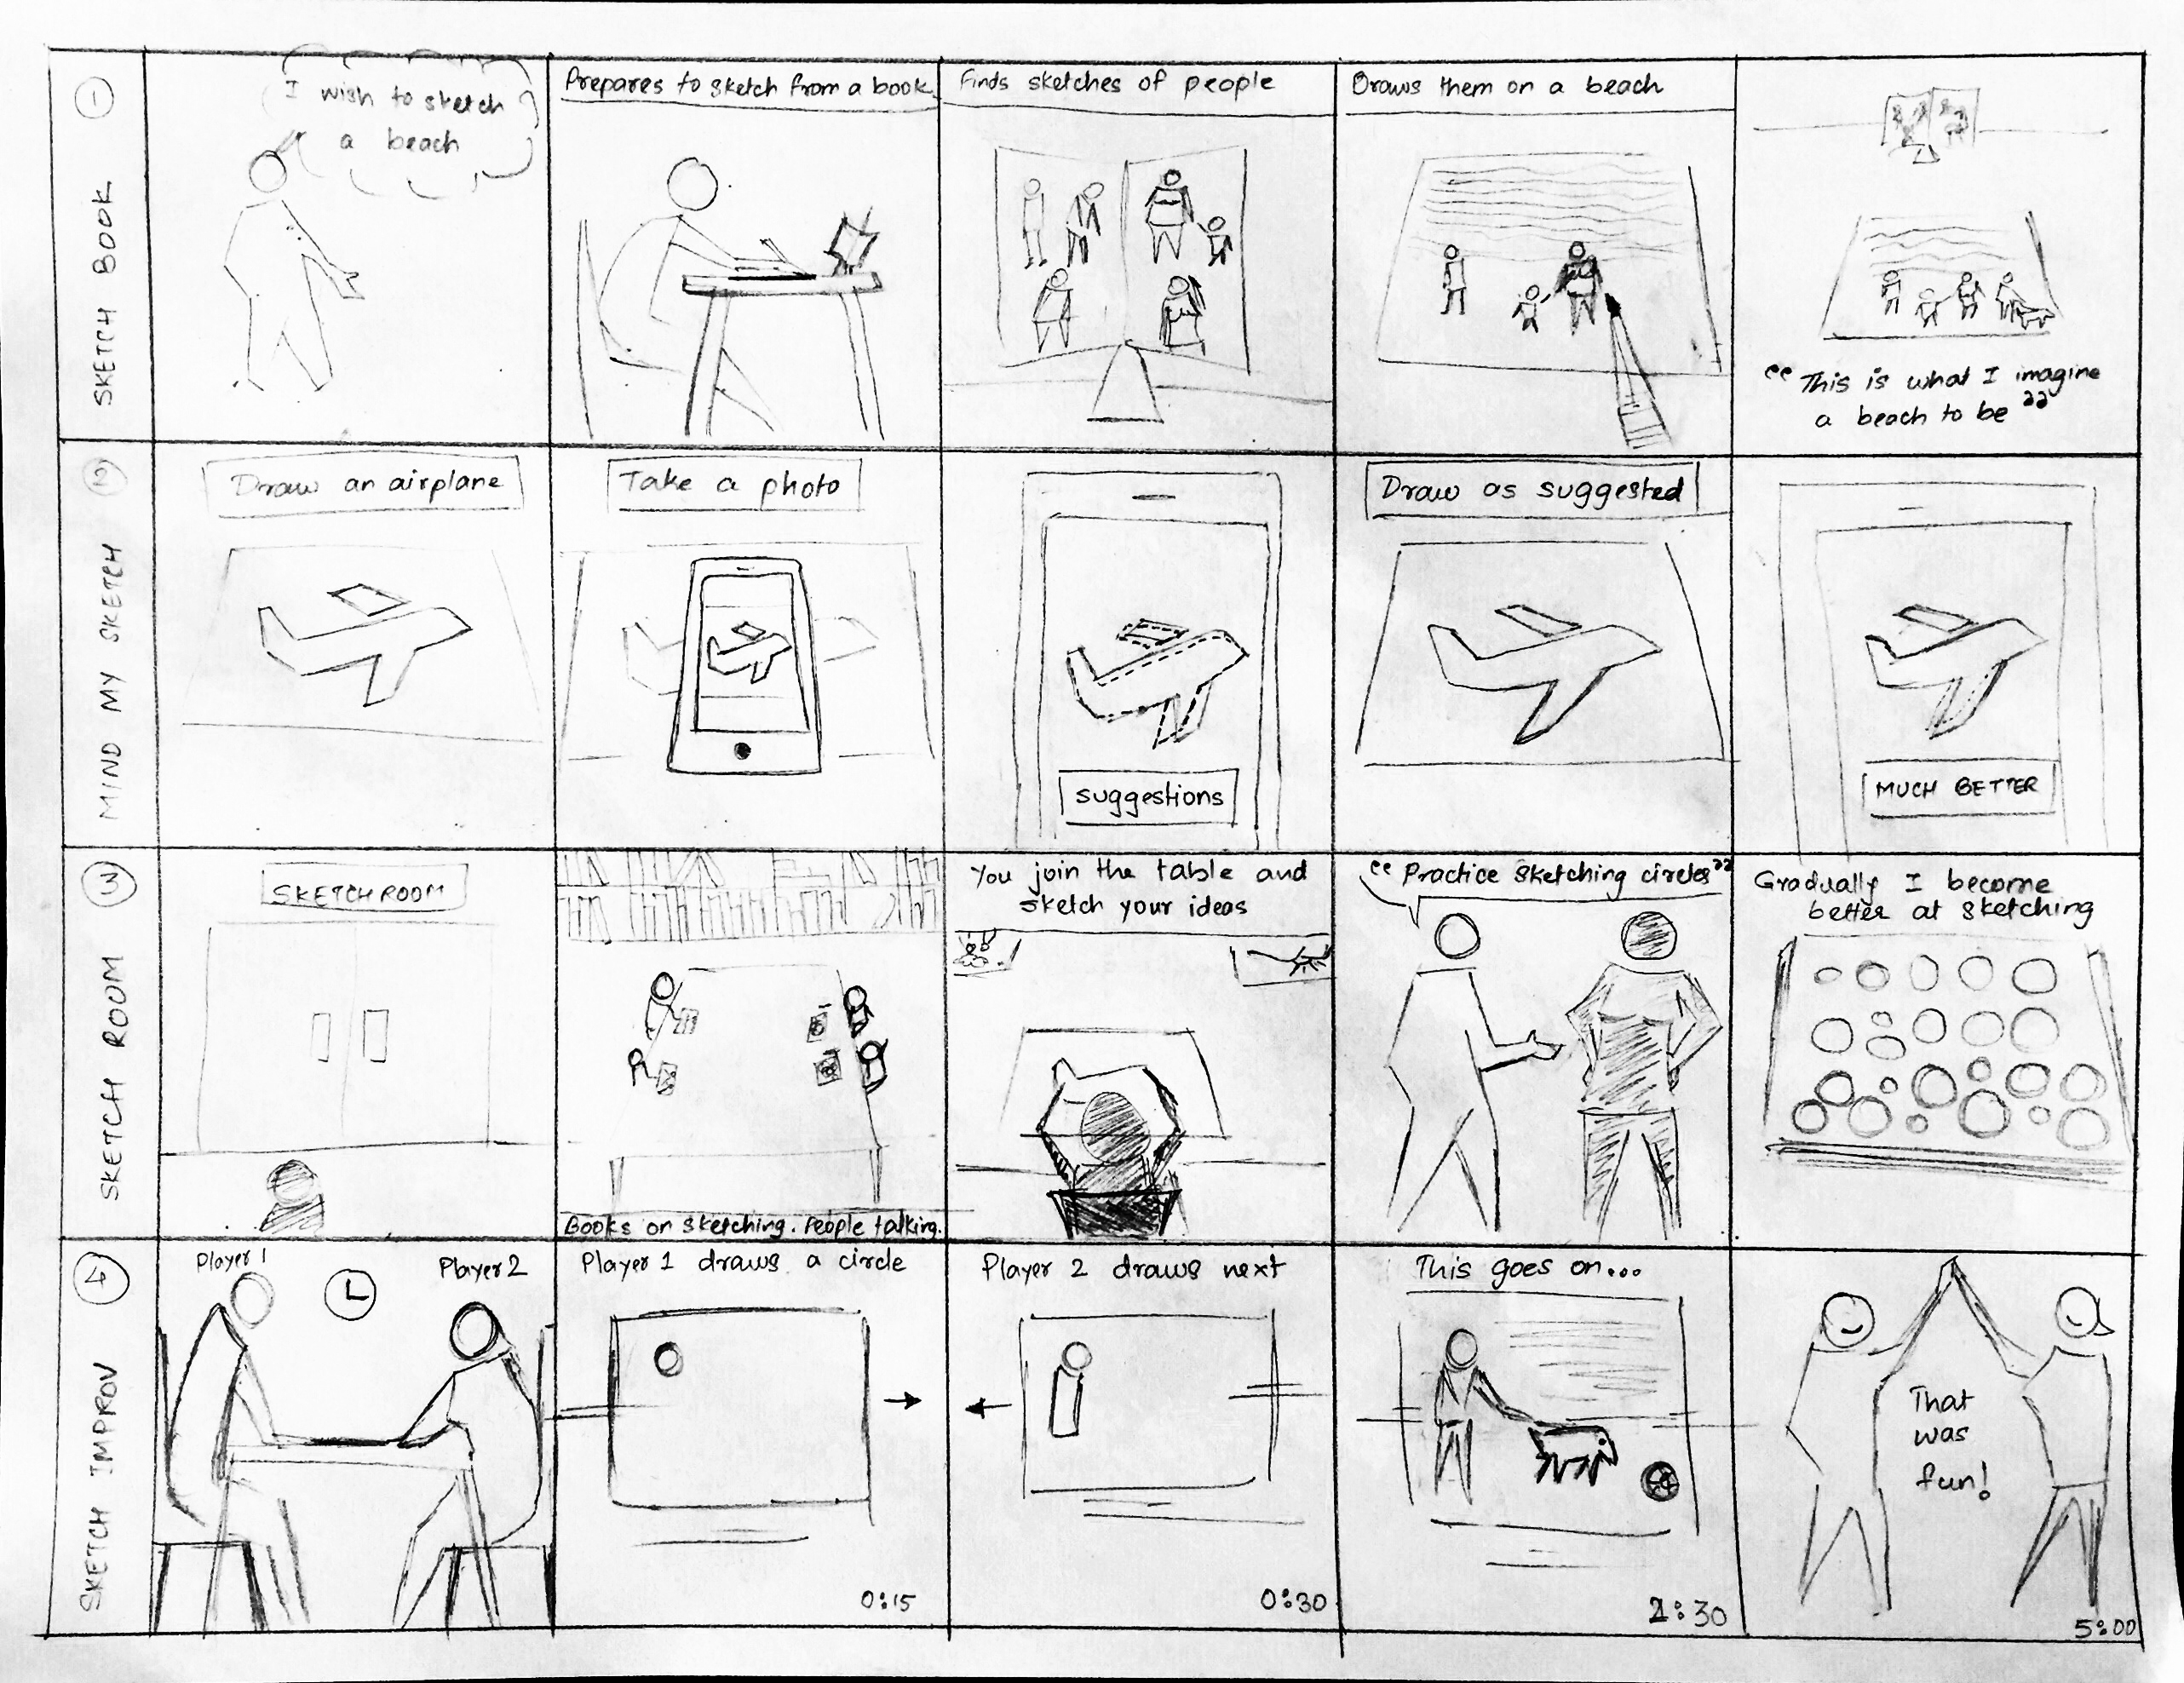 1
SKETCH BOOK
I wish to sketch
a beach
Prepares to sketch from a book.
Finds sketches of people
Draws them on a beach
"This is what I imagine
a beach to be"
2
MIND MY SKETCH
Draw an airplane
Take a photo
suggestions
Draw as suggested
MUCH BETTER
3
SKETCH ROOM
SKETCHROOM
Books on sketching. People talking.
You join the table and
sketch your ideas
"Practice sketching circles"
Gradually I become
better at sketching
4
SKETCH IMPROV
Player 1
Player 2
Player 1 draws a circle
0:15
Player 2 draws next
0:30
This goes on...
:30
That
was
fun!
5:00